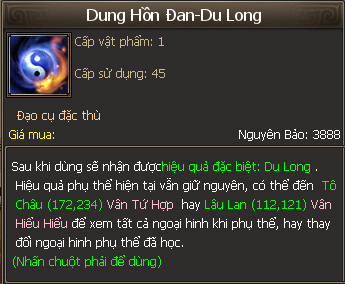 Dung Hồn Đan-Du Long
Cấp vật phẩm: 1
Cấp sử dụng: 45
Đạo cụ đặc thù
Giá mua: Nguyên Bảo: 3888
Sau khi dùng sẽ nhận đượchiệu quả đặc biệt: Du Long .
Hiệu quả phụ thể hiện tại vẫn giữ nguyên, có thể đến Tô
Châu (172,234) Vân Tứ Hợp hay Lâu Lan (112,121) Vân
Hiểu Hiểu để xem tất cả ngoại hình khi phụ thể, hay thay
đổi ngoại hình phụ thể đã học.
(Nhấn chuột phải để dùng)